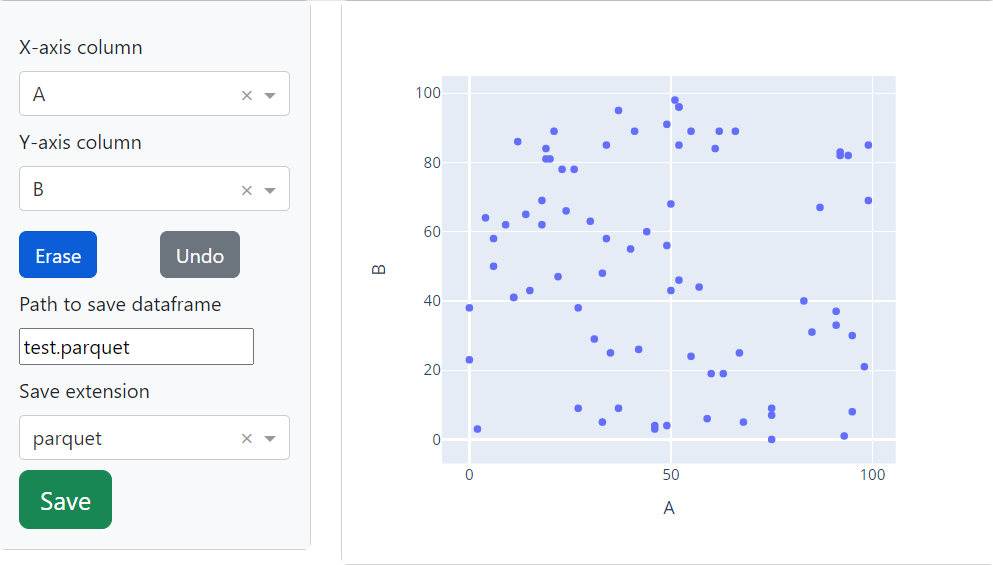 X-axis column
A × 
Y-axis column
B × 
Erase Undo
Path to save dataframe
test.parquet
Save extension
parquet × 
Save
100
80
60
40
20
0
B
0 50 100
A